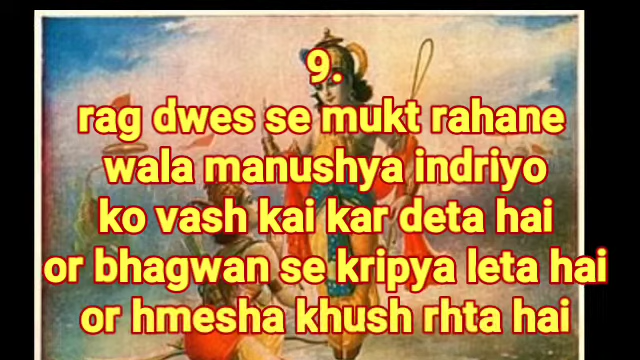 9.
rag dwes se mukt rahane
wala manushya indriyo
ko vash kai kar deta hai
or bhagwan se kripya leta hai
or hmesha khush rhta hai